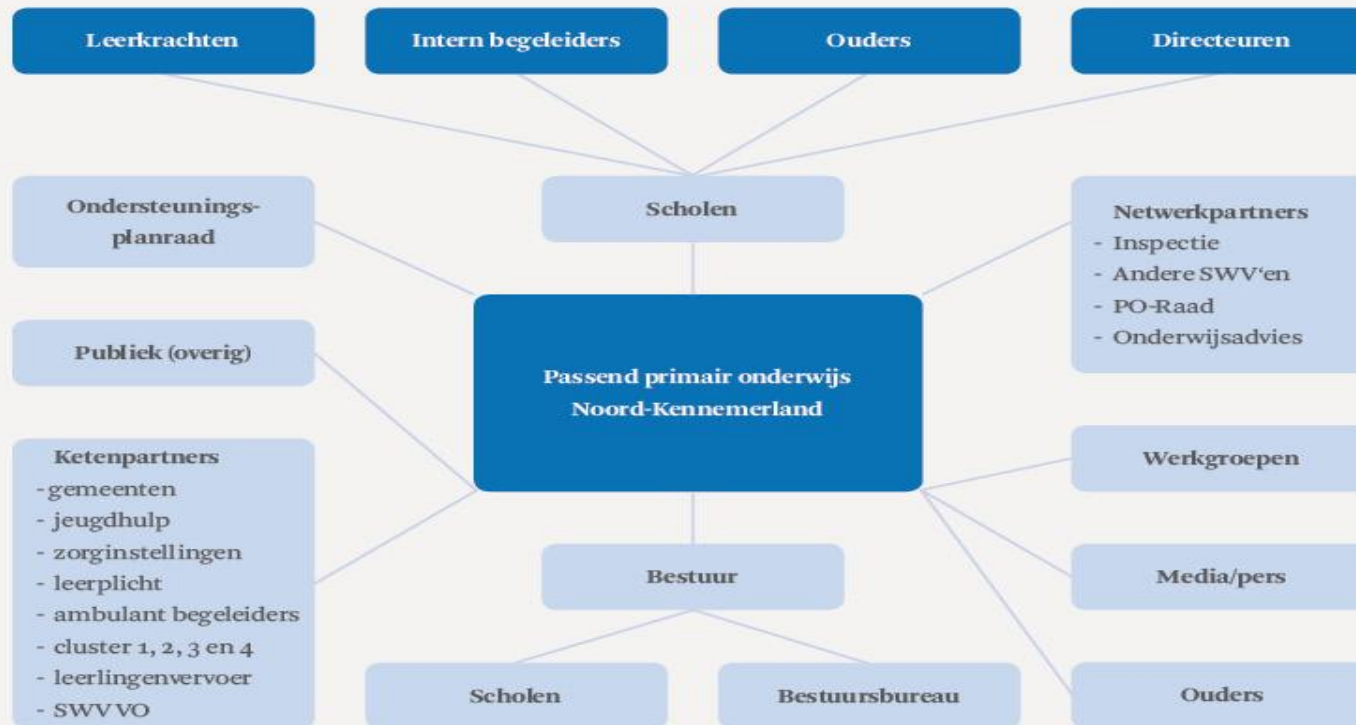 Leerkrachten
Intern begeleiders
Ouders
Directeuren
Ondersteunings-
planraad
Scholen
Netwerkpartners
- Inspectie
- Andere SWV‘en
- PO-Raad
- Onderwijsadvies
Publiek (overig)
Passend primair onderwijs
Noord-Kennemerland
Ketenpartners
-gemeenten
- jeugdhulp
- zorginstellingen
- leerplicht
- ambulant begeleiders
- cluster 1, 2, 3 en 4
- leerlingenvervoer
- SWV VO
Werkgroepen
Bestuur
Media/pers
Scholen
Bestuursbureau
Ouders